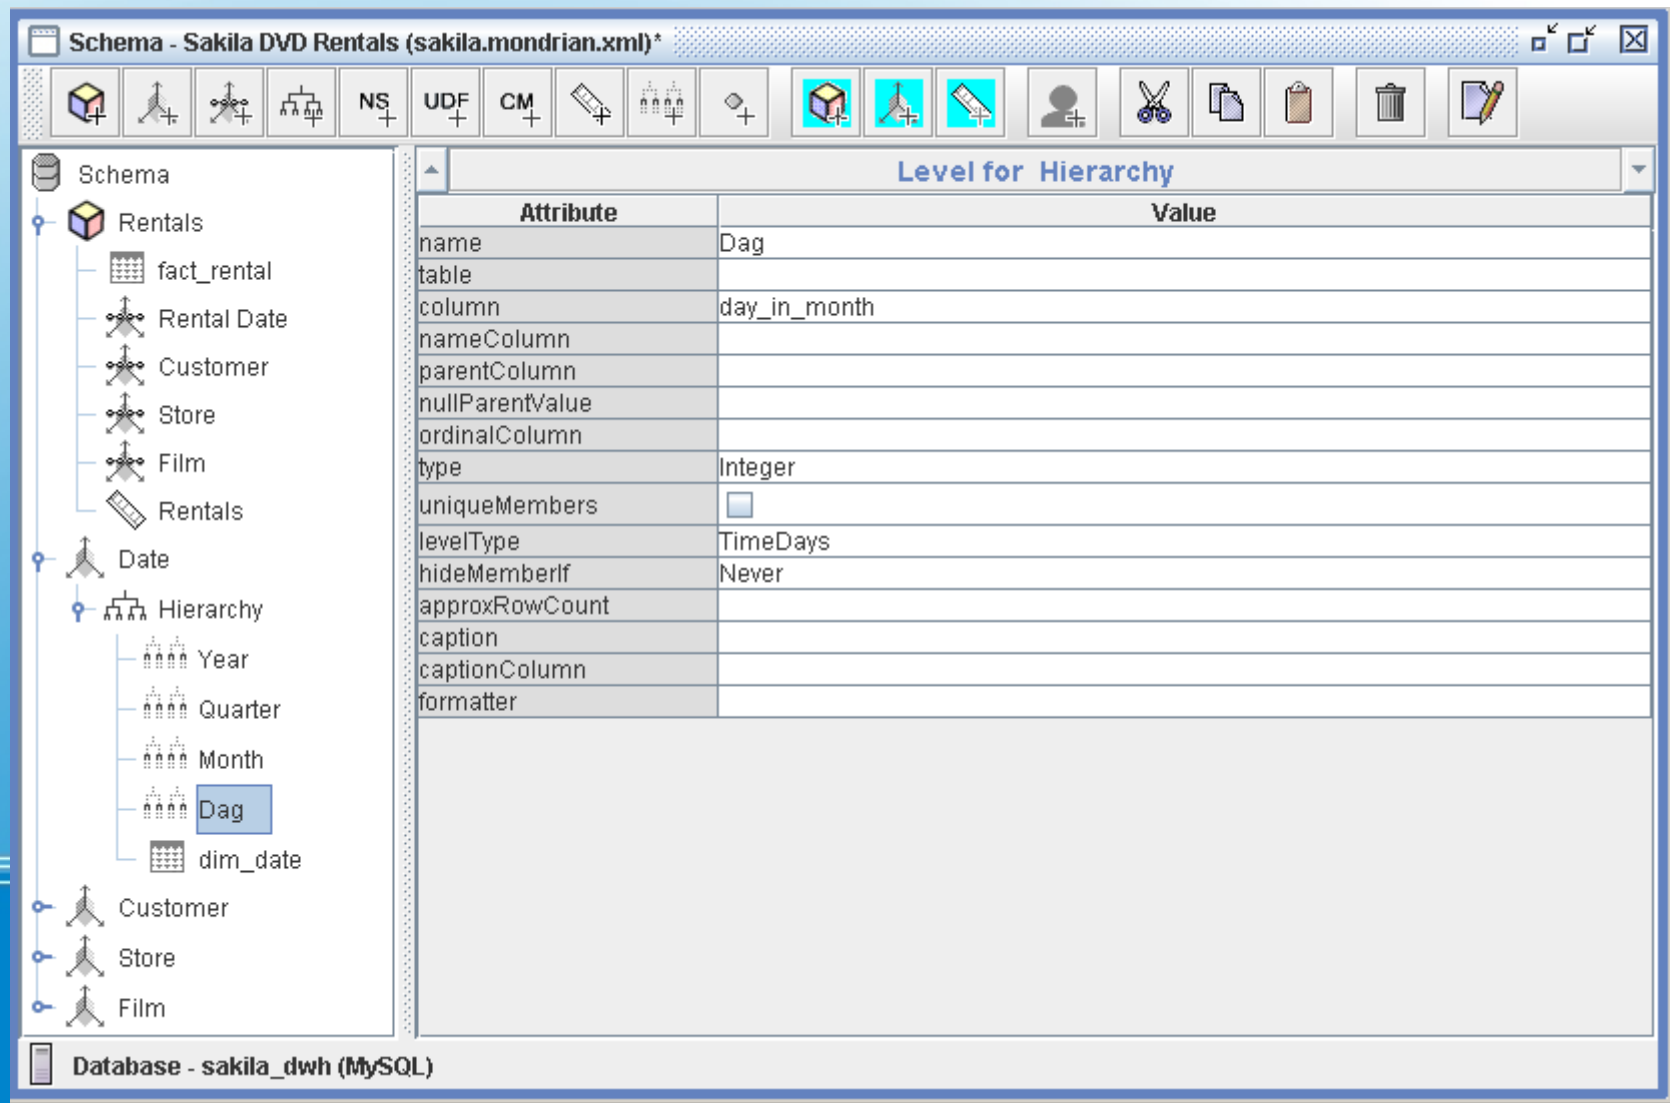 Schema - Sakila DVD Rentals (sakila.mondrian.xml)*
NS UDF CM
Schema
Rentals
fact_rental
Rental Date
Customer
Store
Film
Rentals
Date
Hierarchy
Year
Quarter
Month
Dag
dim_date
Customer
Store
Film
Level for Hierarchy
Attribute Value
name Dag
table
column day_in_month
nameColumn
parentColumn
nullParentValue
ordinalColumn
type Integer
uniqueMembers
levelType TimeDays
hideMemberIf Never
approxRowCount
caption
captionColumn
formatter
Database - sakila_dwh (MySQL)